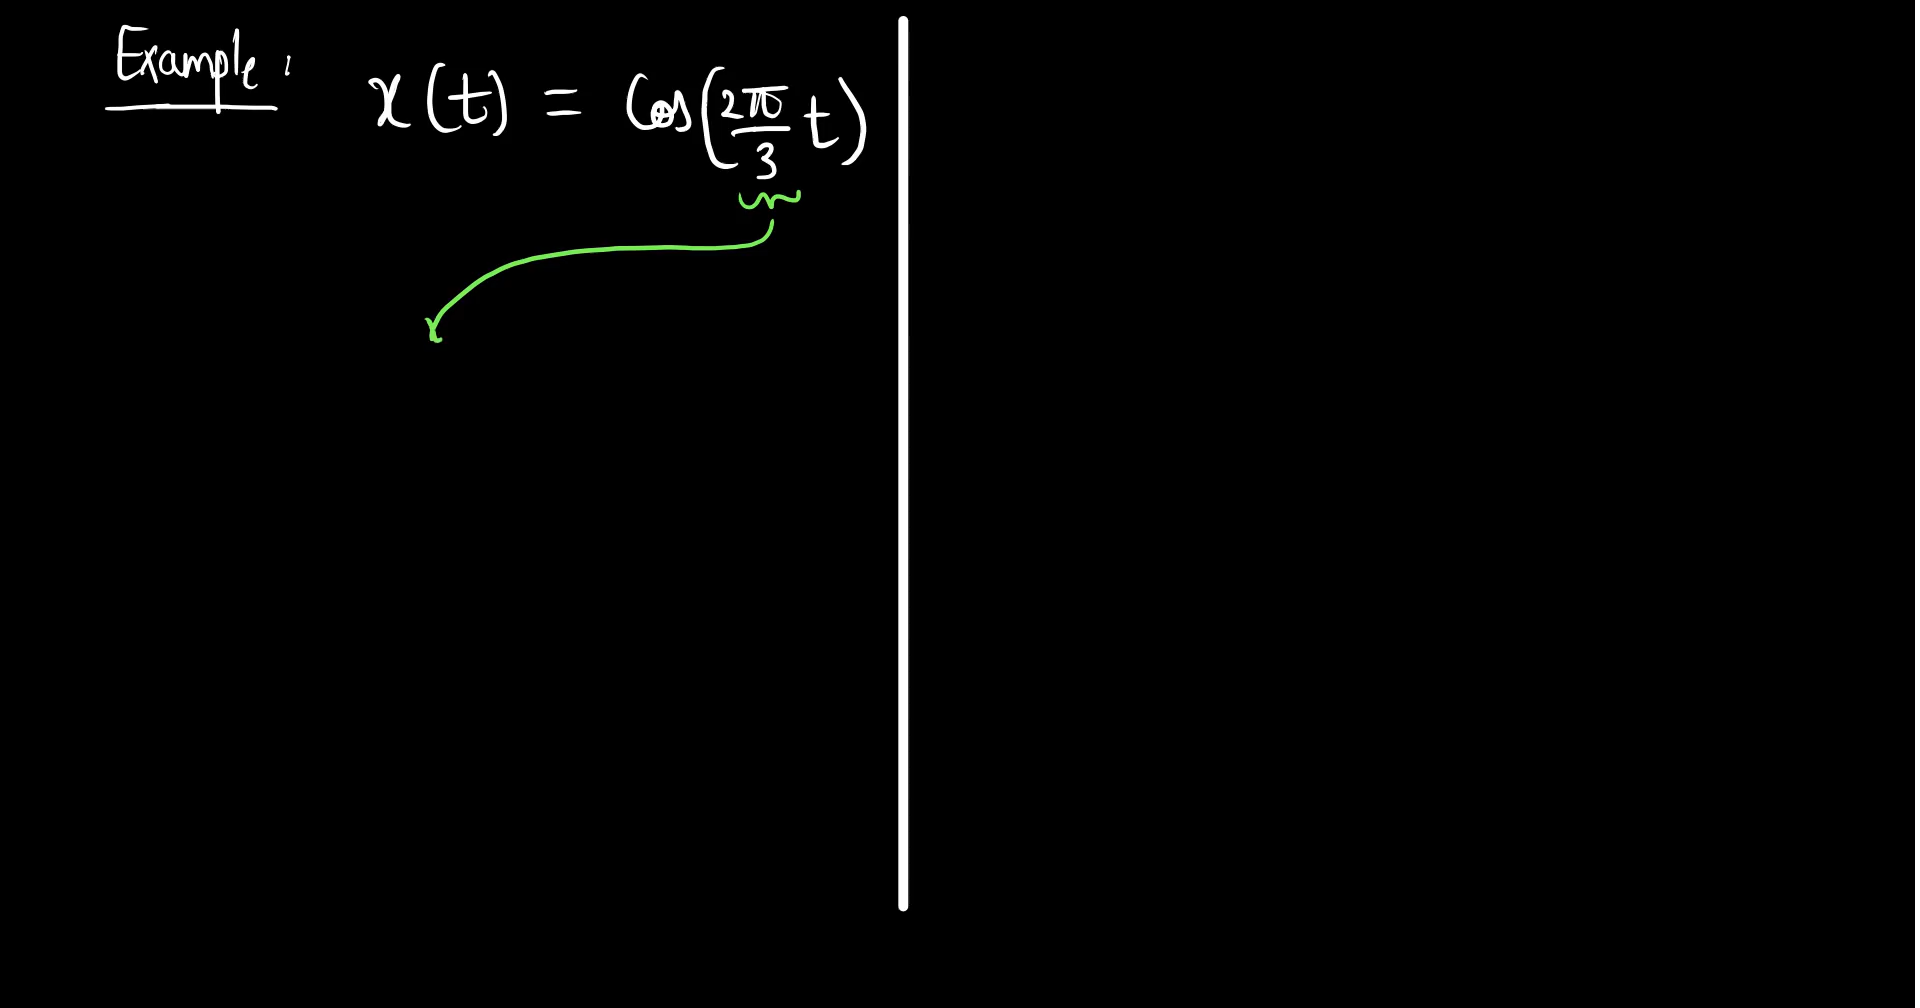 Example: x(t) = Cos(2π/3 t)